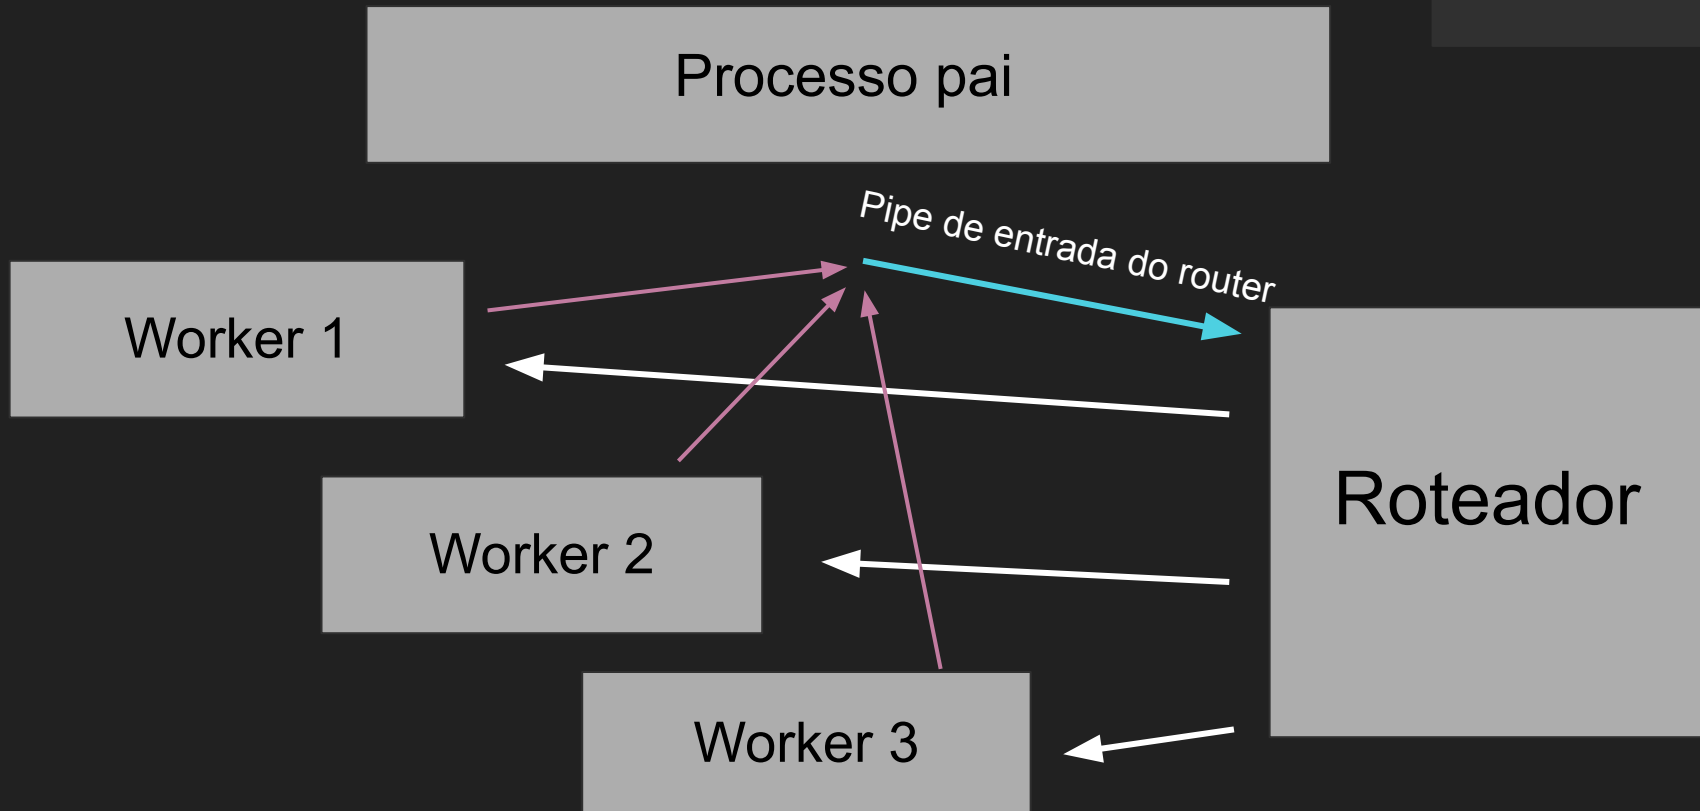 Processo pai
Pipe de entrada do router
Worker 1
Roteador
Worker 2
Worker 3